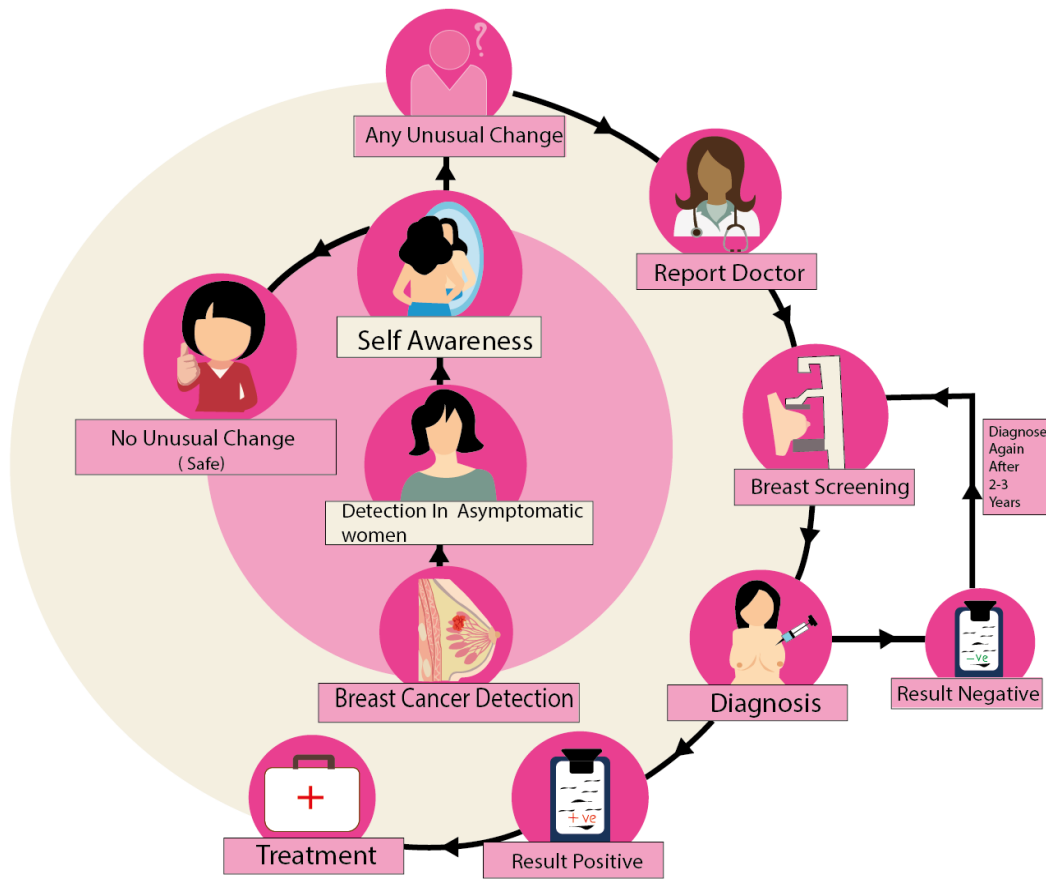 ?
Any Unusual Change
Report Doctor
Self Awareness
No Unusual Change
( Safe)
Detection In Asymptomatic
women
Breast Screening
Diagnose
Again
After
2-3
Years
Breast Cancer Detection
Diagnosis
-ve
Result Negative
+ ve
Result Positive
Treatment